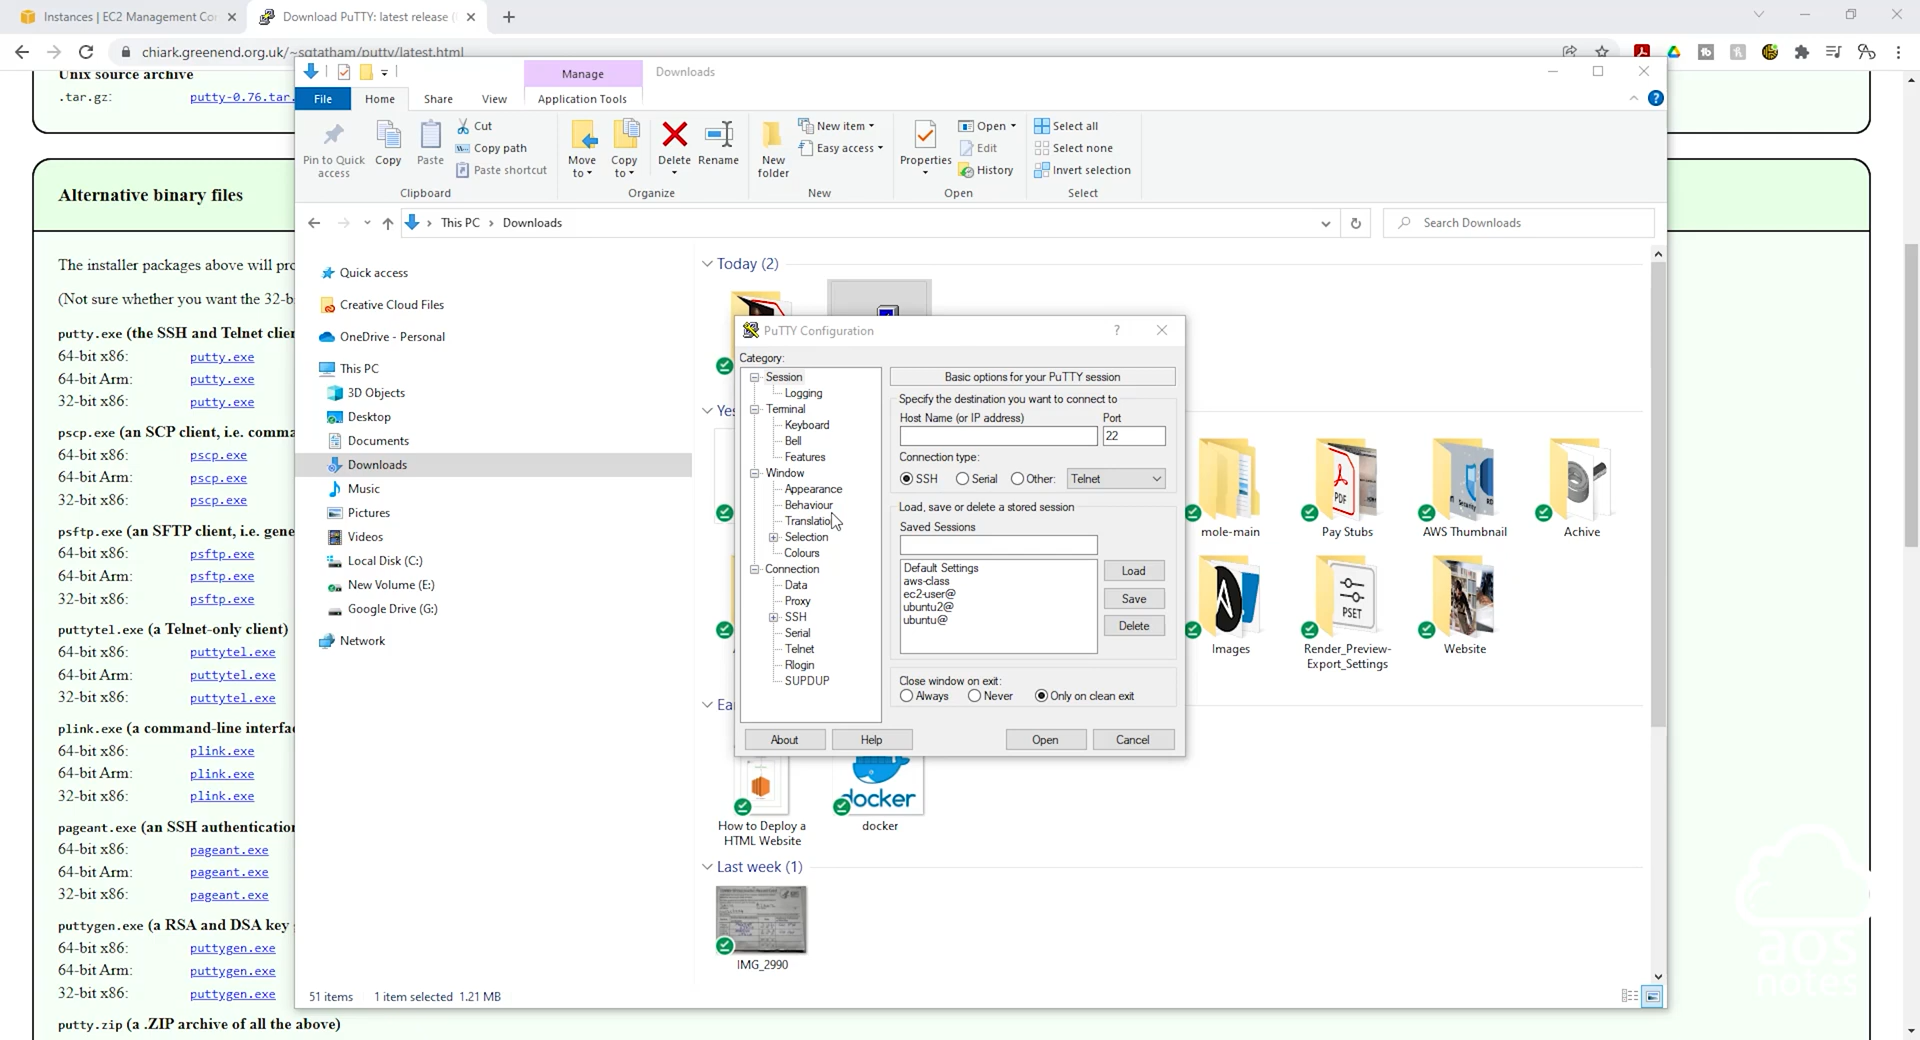 Instances | EC2 Management Con
Download PuTTY: latest release (
chiark.greenend.org.uk/~sgtatham/putty/latest.html
Unix source archive
.tar.gz:
putty-0.76.tar.
Alternative binary files
The installer packages above will pro
(Not sure whether you want the 32-b
putty.exe (the SSH and Telnet clien
64-bit x86: putty.exe
64-bit Arm: putty.exe
32-bit x86: putty.exe
pscp.exe (an SCP client, i.e. comma
64-bit x86: pscp.exe
64-bit Arm: pscp.exe
32-bit x86: pscp.exe
psftp.exe (an SFTP client, i.e. gene
64-bit x86: psftp.exe
64-bit Arm: psftp.exe
32-bit x86: psftp.exe
puttytel.exe (a Telnet-only client)
64-bit x86: puttytel.exe
64-bit Arm: puttytel.exe
32-bit x86: puttytel.exe
plink.exe (a command-line interfac
64-bit x86: plink.exe
64-bit Arm: plink.exe
32-bit x86: plink.exe
pageant.exe (an SSH authentication
64-bit x86: pageant.exe
64-bit Arm: pageant.exe
32-bit x86: pageant.exe
puttygen.exe (a RSA and DSA key
64-bit x86: puttygen.exe
64-bit Arm: puttygen.exe
32-bit x86: puttygen.exe
putty.zip (a .ZIP archive of all the above)
Manage
Downloads
File
Home
Share
View
Application Tools
Pin to Quick
access
Copy
Paste
Cut
Copy path
Paste shortcut
Clipboard
Move
to
Copy
to
Delete
Rename
Organize
New
folder
New item
Easy access
New
Properties
Open
Edit
History
Open
Select all
Select none
Invert selection
Select
This PC
Downloads
Search Downloads
Quick access
Creative Cloud Files
OneDrive - Personal
This PC
3D Objects
Desktop
Documents
Downloads
Music
Pictures
Videos
Local Disk (C:)
New Volume (E:)
Google Drive (G:)
Network
Today (2)
Yes
mole-main
PDF
Pay Stubs
AWS Thumbnail
Achive
Images
PSET
Render_Preview-
Export_Settings
Website
Ea
How to Deploy a
HTML Website
docker
docker
Last week (1)
IMG_2990
51 items
1 item selected 1.21 MB
PuTTY Configuration
?
Category:
Session
Logging
Terminal
Keyboard
Bell
Features
Window
Appearance
Behaviour
Translation
Selection
Colours
Connection
Data
Proxy
SSH
Serial
Telnet
Rlogin
SUPDUP
Basic options for your PuTTY session
Specify the destination you want to connect to
Host Name (or IP address)
Port
22
Connection type:
SSH
Serial
Other:
Telnet
Load, save or delete a stored session
Saved Sessions
Default Settings
aws-class
ec2-user@
ubuntu2@
ubuntu@
Load
Save
Delete
Close window on exit:
Always
Never
Only on clean exit
About
Help
Open
Cancel
aos
notes